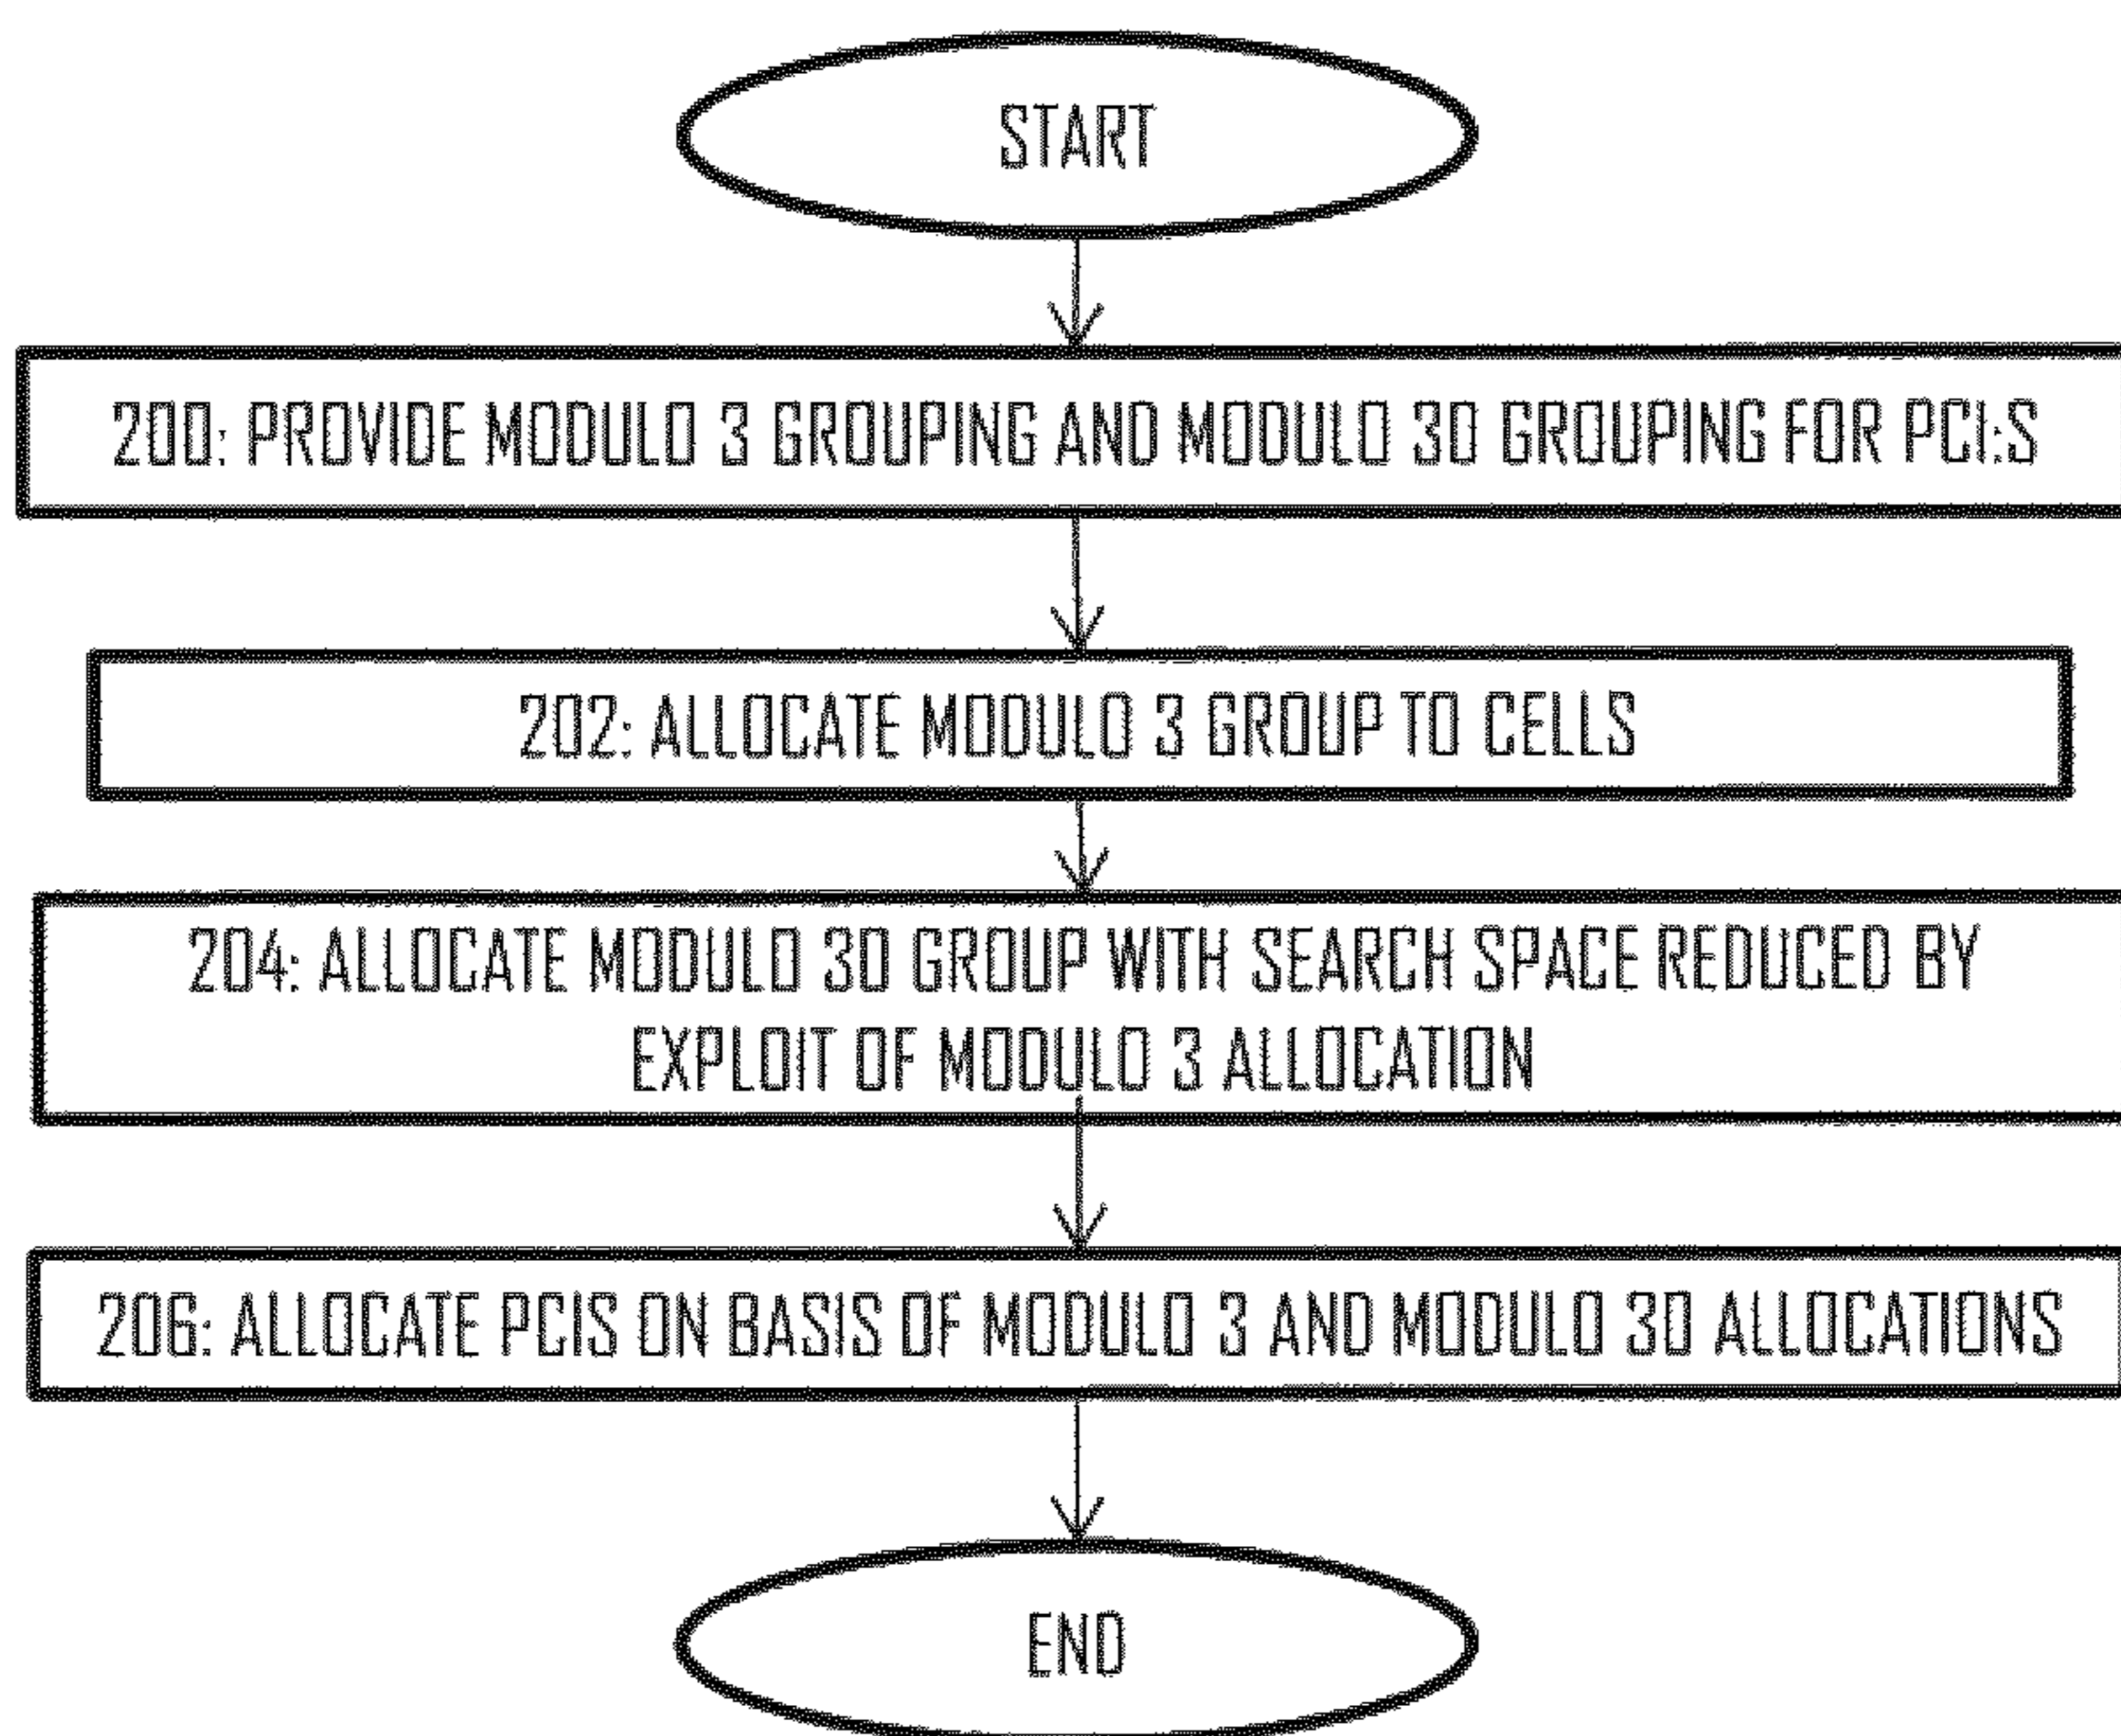 START
200: PROVIDE MODULO 3 GROUPING AND MODULO 30 GROUPING FOR PCI:S
202: ALLOCATE MODULO 3 GROUP TO CELLS
204: ALLOCATE MODULO 30 GROUP WITH SEARCH SPACE REDUCED BY
EXPLOIT OF MODULO 3 ALLOCATION
206: ALLOCATE PCIS ON BASIS OF MODULO 3 AND MODULO 30 ALLOCATIONS
END